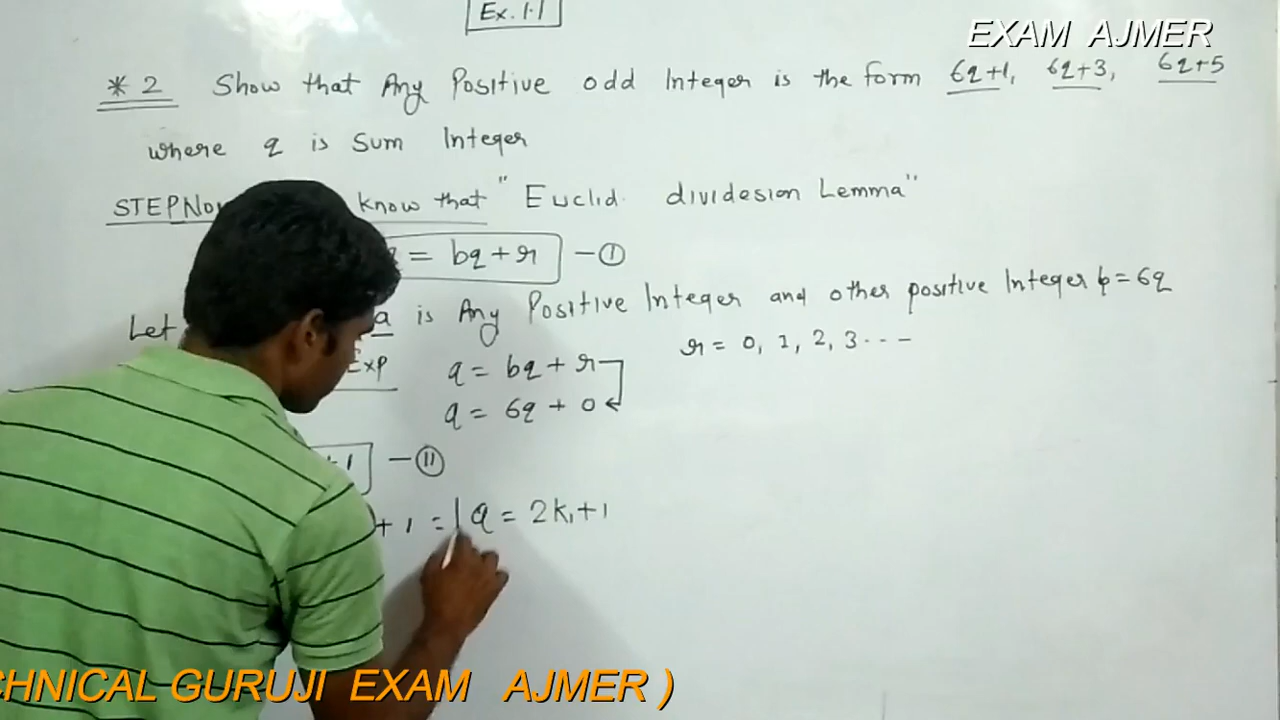 Ex. 1.1
EXAM AJMER
* 2 Show that Any Positive odd Integer is the form 6q+1, 6q+3, 6q+5
where q is Sum Integer
STEP Now know that "Euclid dividesion Lemma"
= bq + r — (I)
Let a is Any Positive Integer and other positive Integer b = 6q
r = 0, 1, 2, 3 - - -
Exp a = bq + r
a = 6q + 0
1 — (II)
+ 1 = a = 2k₁ + 1
CHNICAL GURUJI EXAM AJMER )